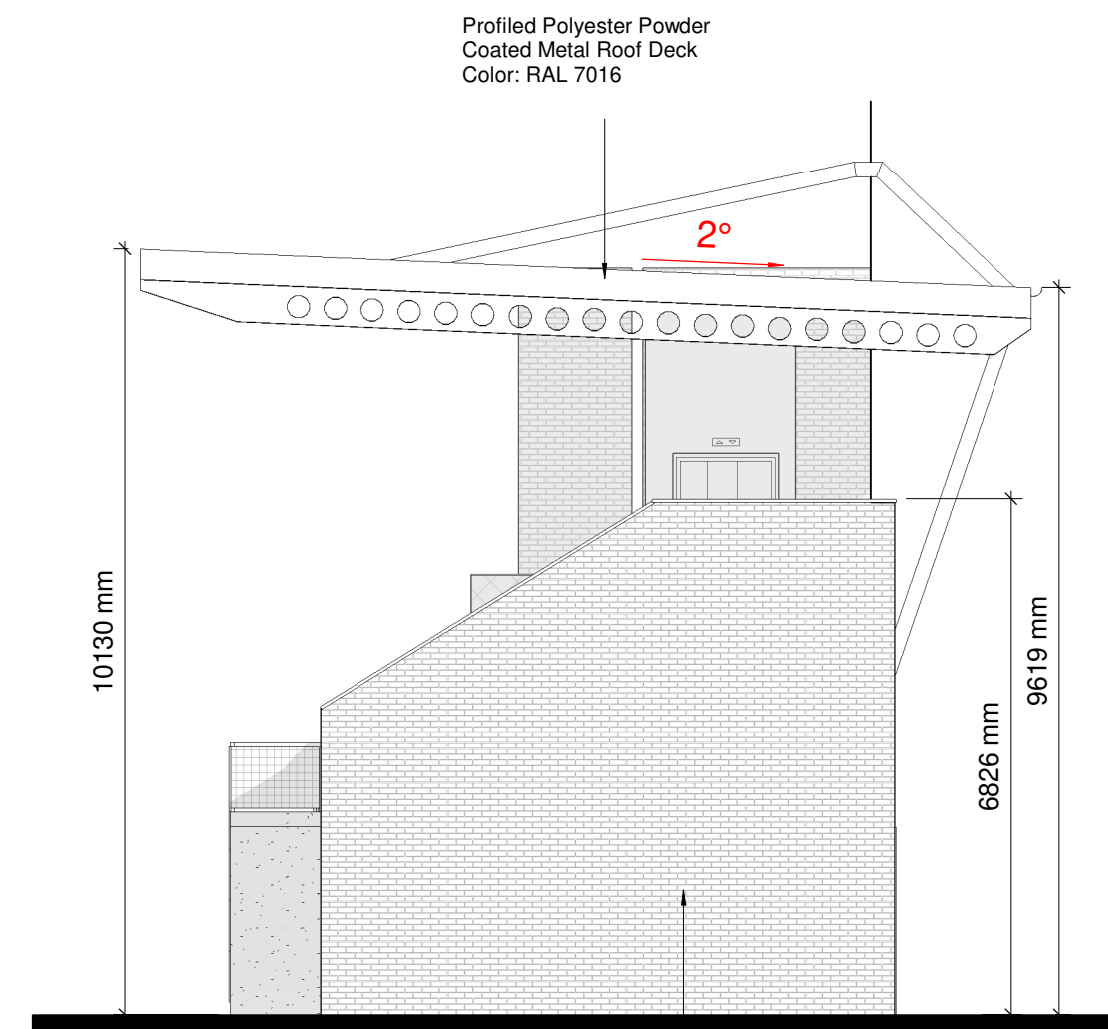 Profiled Polyester Powder
Coated Metal Roof Deck
Color: RAL 7016
2°
10130 mm
9619 mm
6826 mm